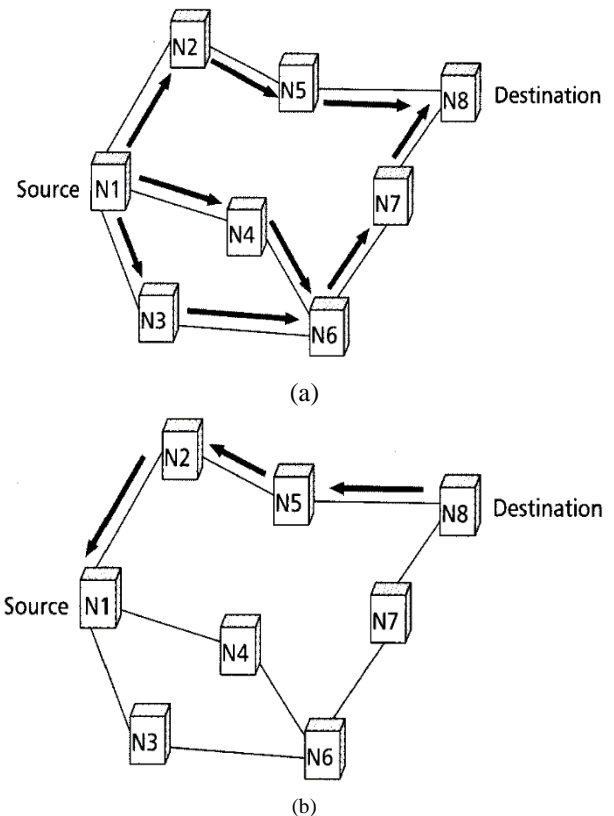 N2
N5
N8 Destination
Source N1
N7
N4
N3
N6
(a)
N2
N5
N8 Destination
Source N1
N7
N4
N3
N6
(b)